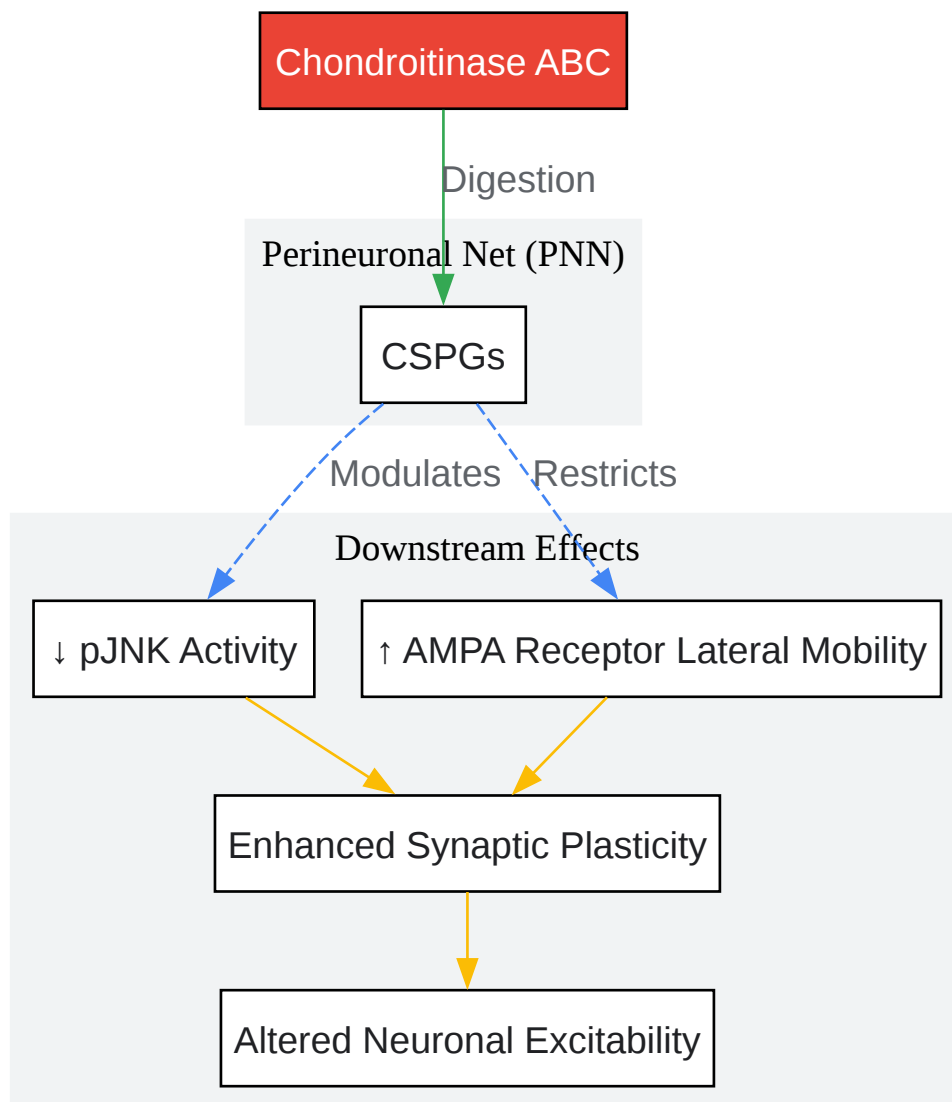 Chondroitinase ABC
Digestion
Perineuronal Net (PNN)
CSPGs
Modulates
Restricts
Downstream Effects
↓ pJNK Activity
↑ AMPA Receptor Lateral Mobility
Enhanced Synaptic Plasticity
Altered Neuronal Excitability